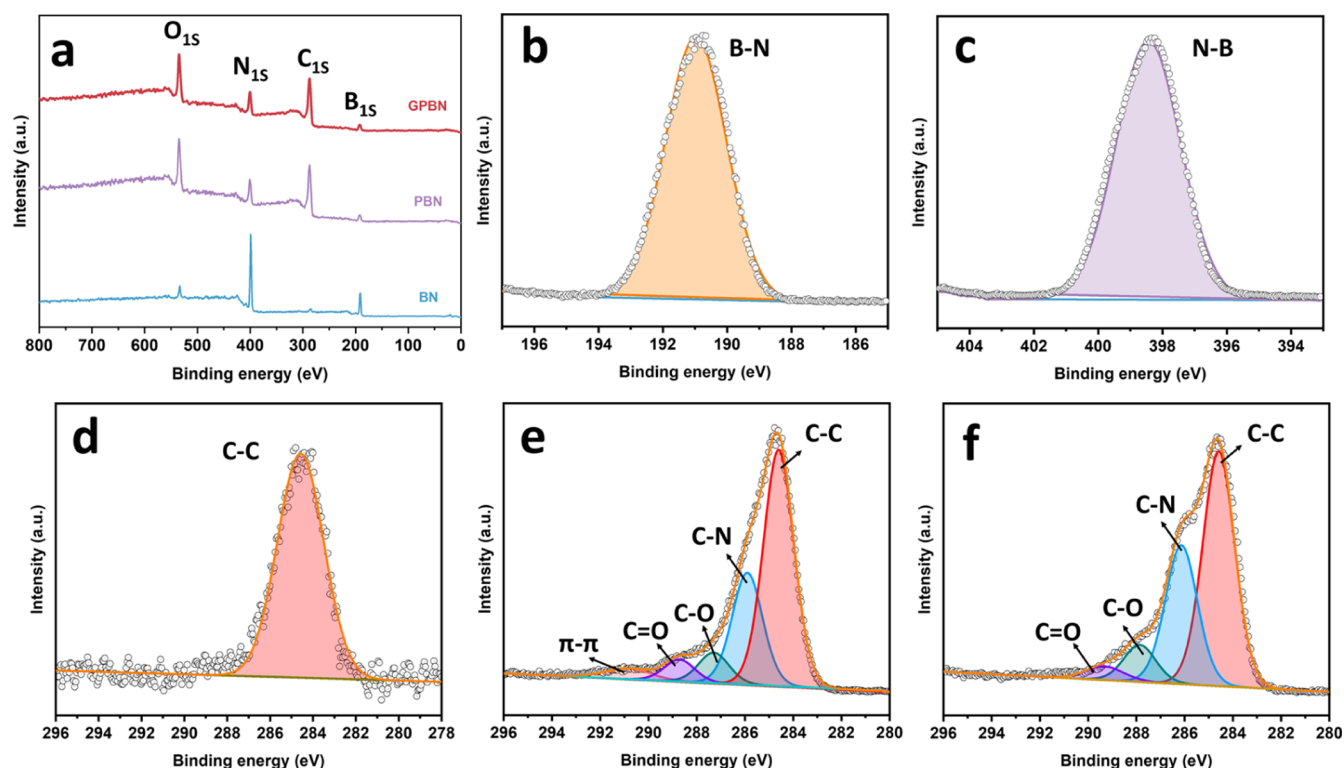 a
O1S
N1S
C1S
B1S
GPBN
PBN
BN
Intensity (a.u.)
800 700 600 500 400 300 200 100 0
Binding energy (eV)
b
B-N
Intensity (a.u.)
196 194 192 190 188 186
Binding energy (eV)
c
N-B
Intensity (a.u.)
404 402 400 398 396 394
Binding energy (eV)
d
C-C
Intensity (a.u.)
296 294 292 290 288 286 284 282 280 278
Binding energy (eV)
e
C-C
C-N
C-O
C=O
π-π
Intensity (a.u.)
296 294 292 290 288 286 284 282 280
Binding energy (eV)
f
C-C
C-N
C-O
C=O
Intensity (a.u.)
296 294 292 290 288 286 284 282 280
Binding energy (eV)